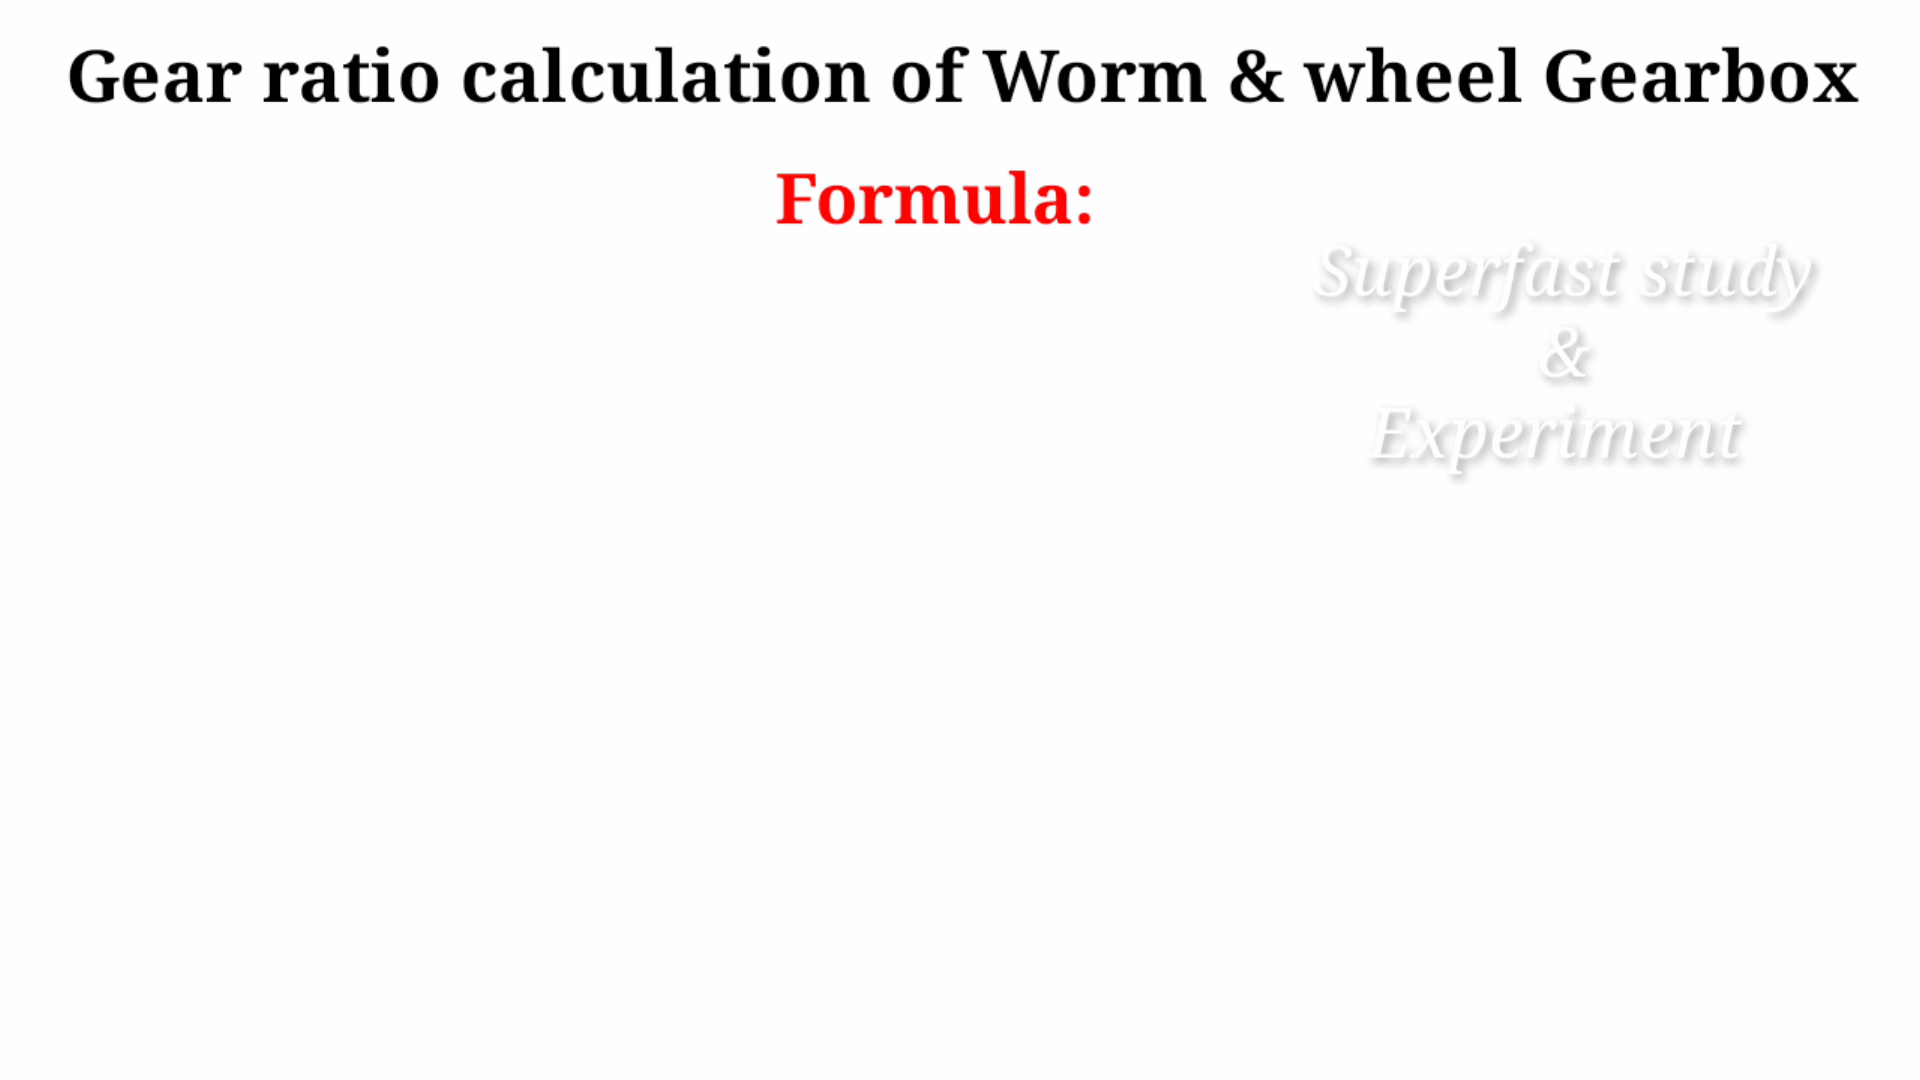 Gear ratio calculation of Worm & wheel Gearbox
Formula:
Superfast study
&
Experiment